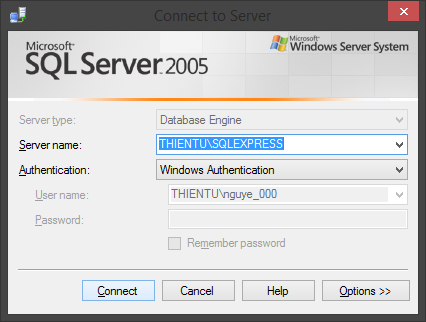 Connect to Server
Microsoft
SQL Server 2005
Microsoft
Windows Server System
Server type: Database Engine
Server name: THIENTU\SQLEXPRESS
Authentication: Windows Authentication
User name: THIENTU\nguye_000
Password:
Remember password
Connect Cancel Help Options >>